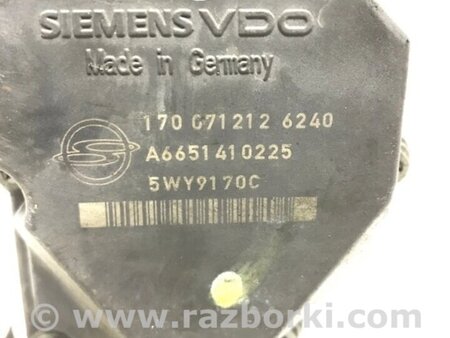 SIEMENS VDO
Made in Germany
170 071212 6240
A6651410225
5WY9170C
www.razborki.com